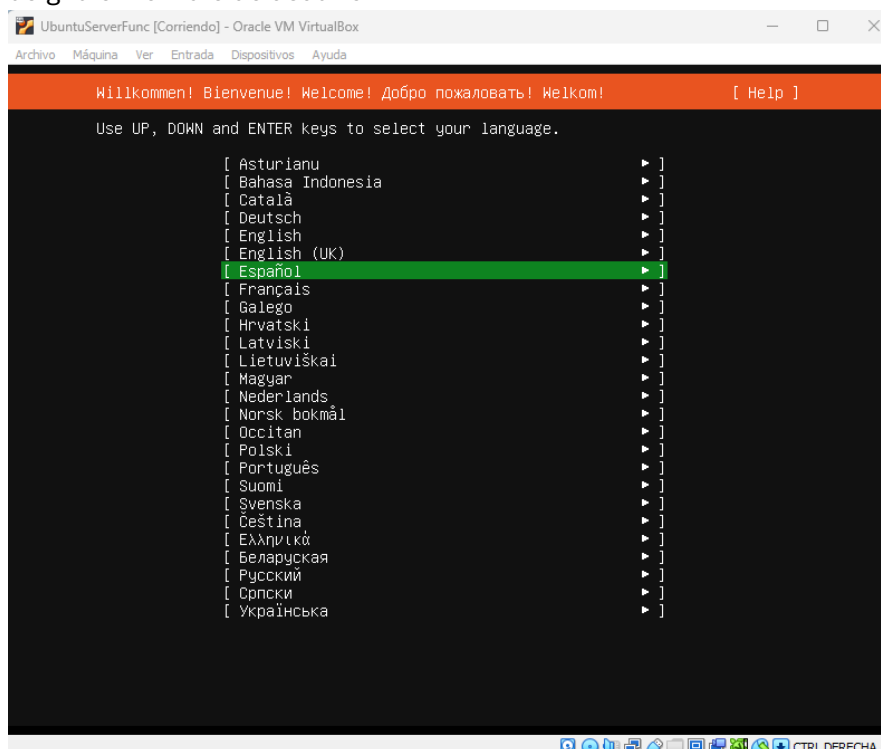 UbuntuServerFunc [Corriendo] - Oracle VM VirtualBox
Archivo Máquina Ver Entrada Dispositivos Ayuda
Willkommen! Bienvenue! Welcome! Добро пожаловать! Welkom! [ Help ]
Use UP, DOWN and ENTER keys to select your language.
[ Asturianu ► ]
[ Bahasa Indonesia ► ]
[ Català ► ]
[ Deutsch ► ]
[ English ► ]
[ English (UK) ► ]
[ Español ► ]
[ Français ► ]
[ Galego ► ]
[ Hrvatski ► ]
[ Latviski ► ]
[ Lietuviškai ► ]
[ Magyar ► ]
[ Nederlands ► ]
[ Norsk bokmål ► ]
[ Occitan ► ]
[ Polski ► ]
[ Português ► ]
[ Suomi ► ]
[ Svenska ► ]
[ Čeština ► ]
[ Ελληνικά ► ]
[ Беларуская ► ]
[ Русский ► ]
[ Српски ► ]
[ Українська ► ]
CTRL DERECHA